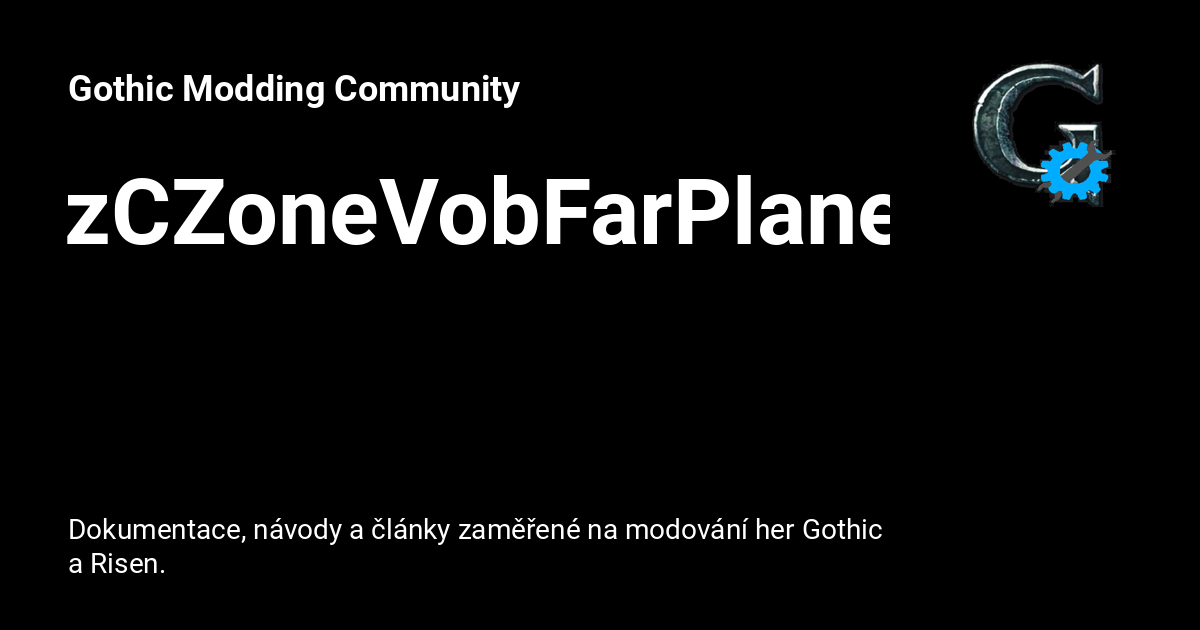 Gothic Modding Community
zCZoneVobFarPlane
Dokumentace, návody a články zaměřené na modování her Gothic
a Risen.